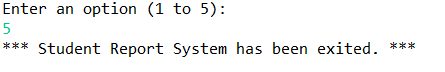 Enter an option (1 to 5):
5
*** Student Report System has been exited. ***